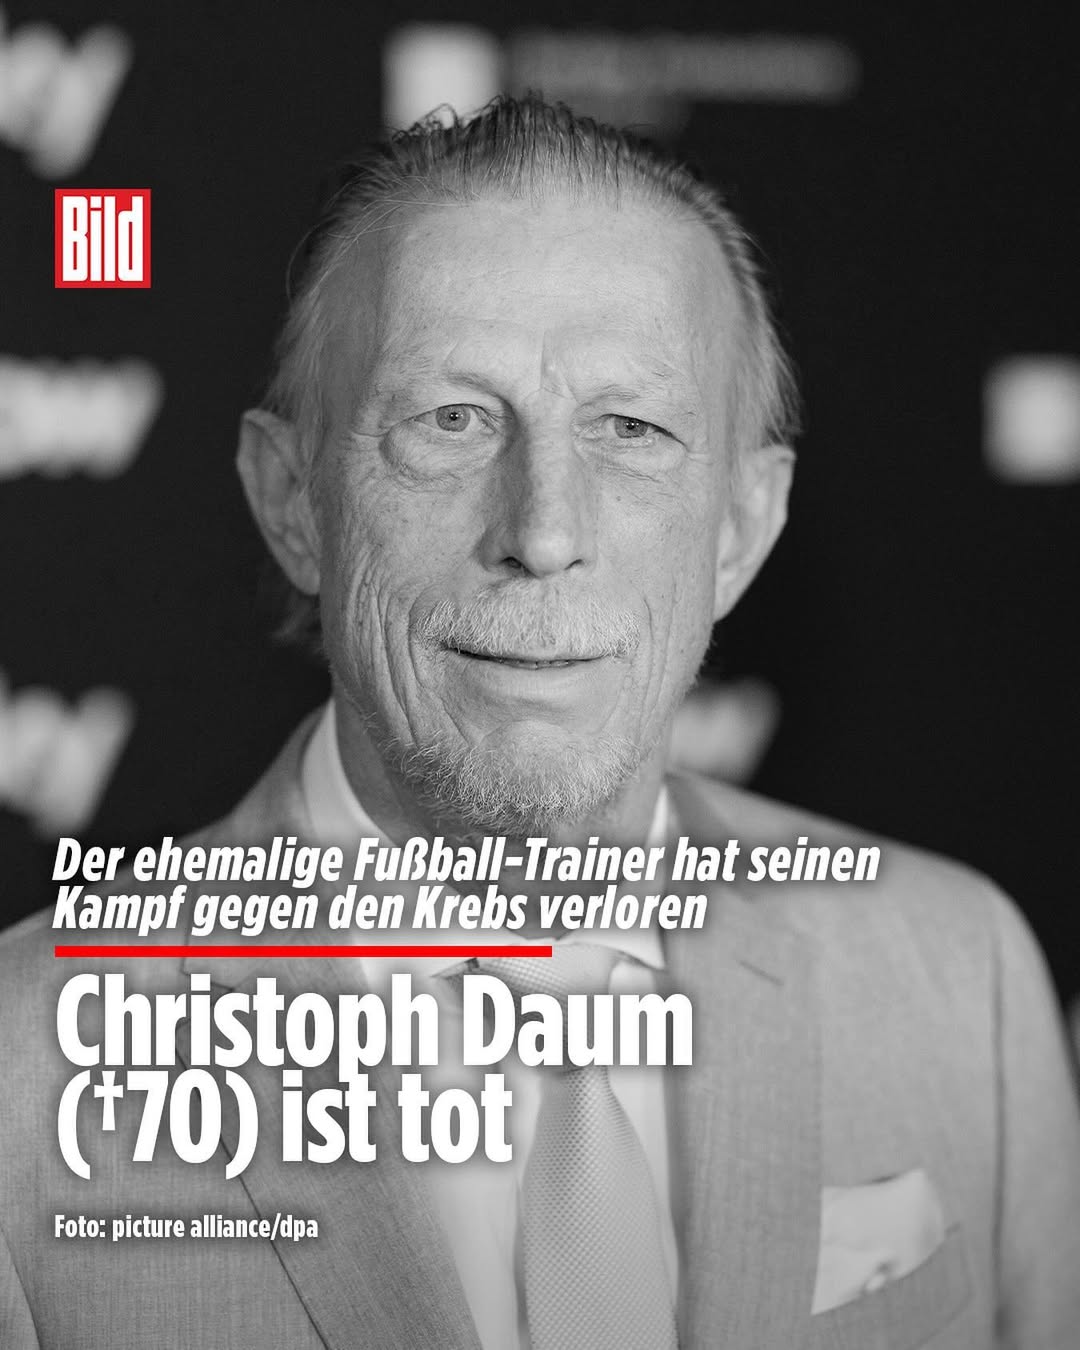 Bild
Der ehemalige Fußball-Trainer hat seinen
Kampf gegen den Krebs verloren
Christoph Daum
(†70) ist tot
Foto: picture alliance/dpa